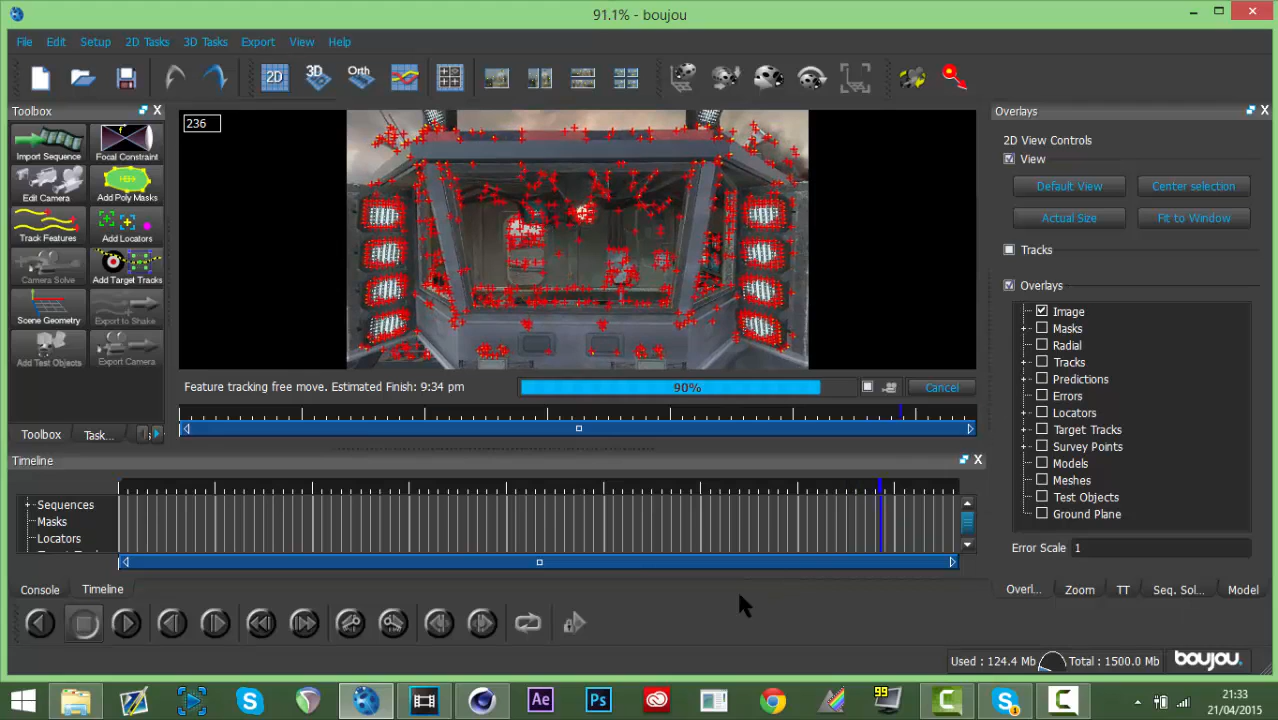 91.1% - boujou
File Edit Setup 2D Tasks 3D Tasks Export View Help
2D 3D Orth
Toolbox
Import Sequence Focal Constraint
Edit Camera Add Poly Masks
Track Features Add Locators
Camera Solve Add Target Tracks
Scene Geometry Export to Shake
Add Test Objects Export Camera
Toolbox Task...
236
Feature tracking free move. Estimated Finish: 9:34 pm 90% Cancel
Timeline
Sequences
Masks
Locators
Console Timeline
Overlays
2D View Controls
View
Default View Center selection
Actual Size Fit to Window
Tracks
Overlays
Image
Masks
Radial
Tracks
Predictions
Errors
Locators
Target Tracks
Survey Points
Models
Meshes
Test Objects
Ground Plane
Error Scale 1
Overl... Zoom TT Seq. Sol... Model
Used : 124.4 Mb Total : 1500.0 Mb boujou.
Ae Ps 99 21:33
21/04/2015